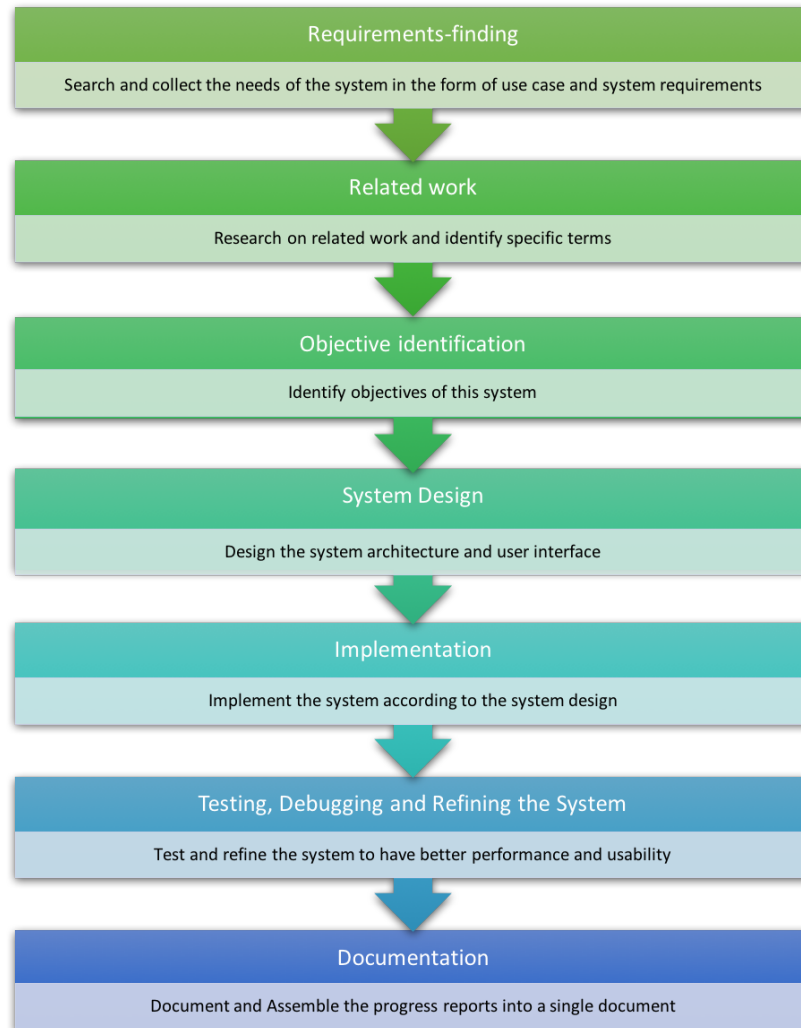 Requirements-finding
Search and collect the needs of the system in the form of use case and system requirements
Related work
Research on related work and identify specific terms
Objective identification
Identify objectives of this system
System Design
Design the system architecture and user interface
Implementation
Implement the system according to the system design
Testing, Debugging and Refining the System
Test and refine the system to have better performance and usability
Documentation
Document and Assemble the progress reports into a single document